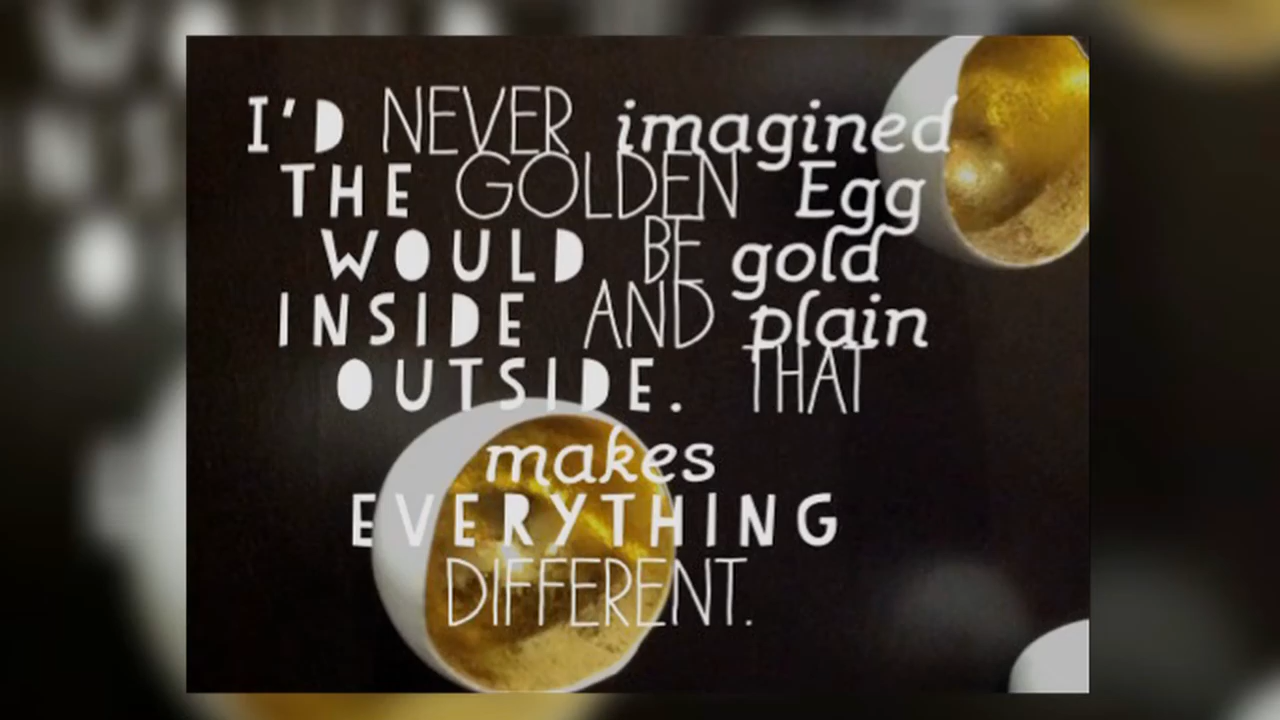 I'D NEVER imagined
THE GOLDEN Egg
WOULD BE gold
INSIDE AND plain
OUTSIDE. THAT
makes
EVERYTHING
DIFFERENT.